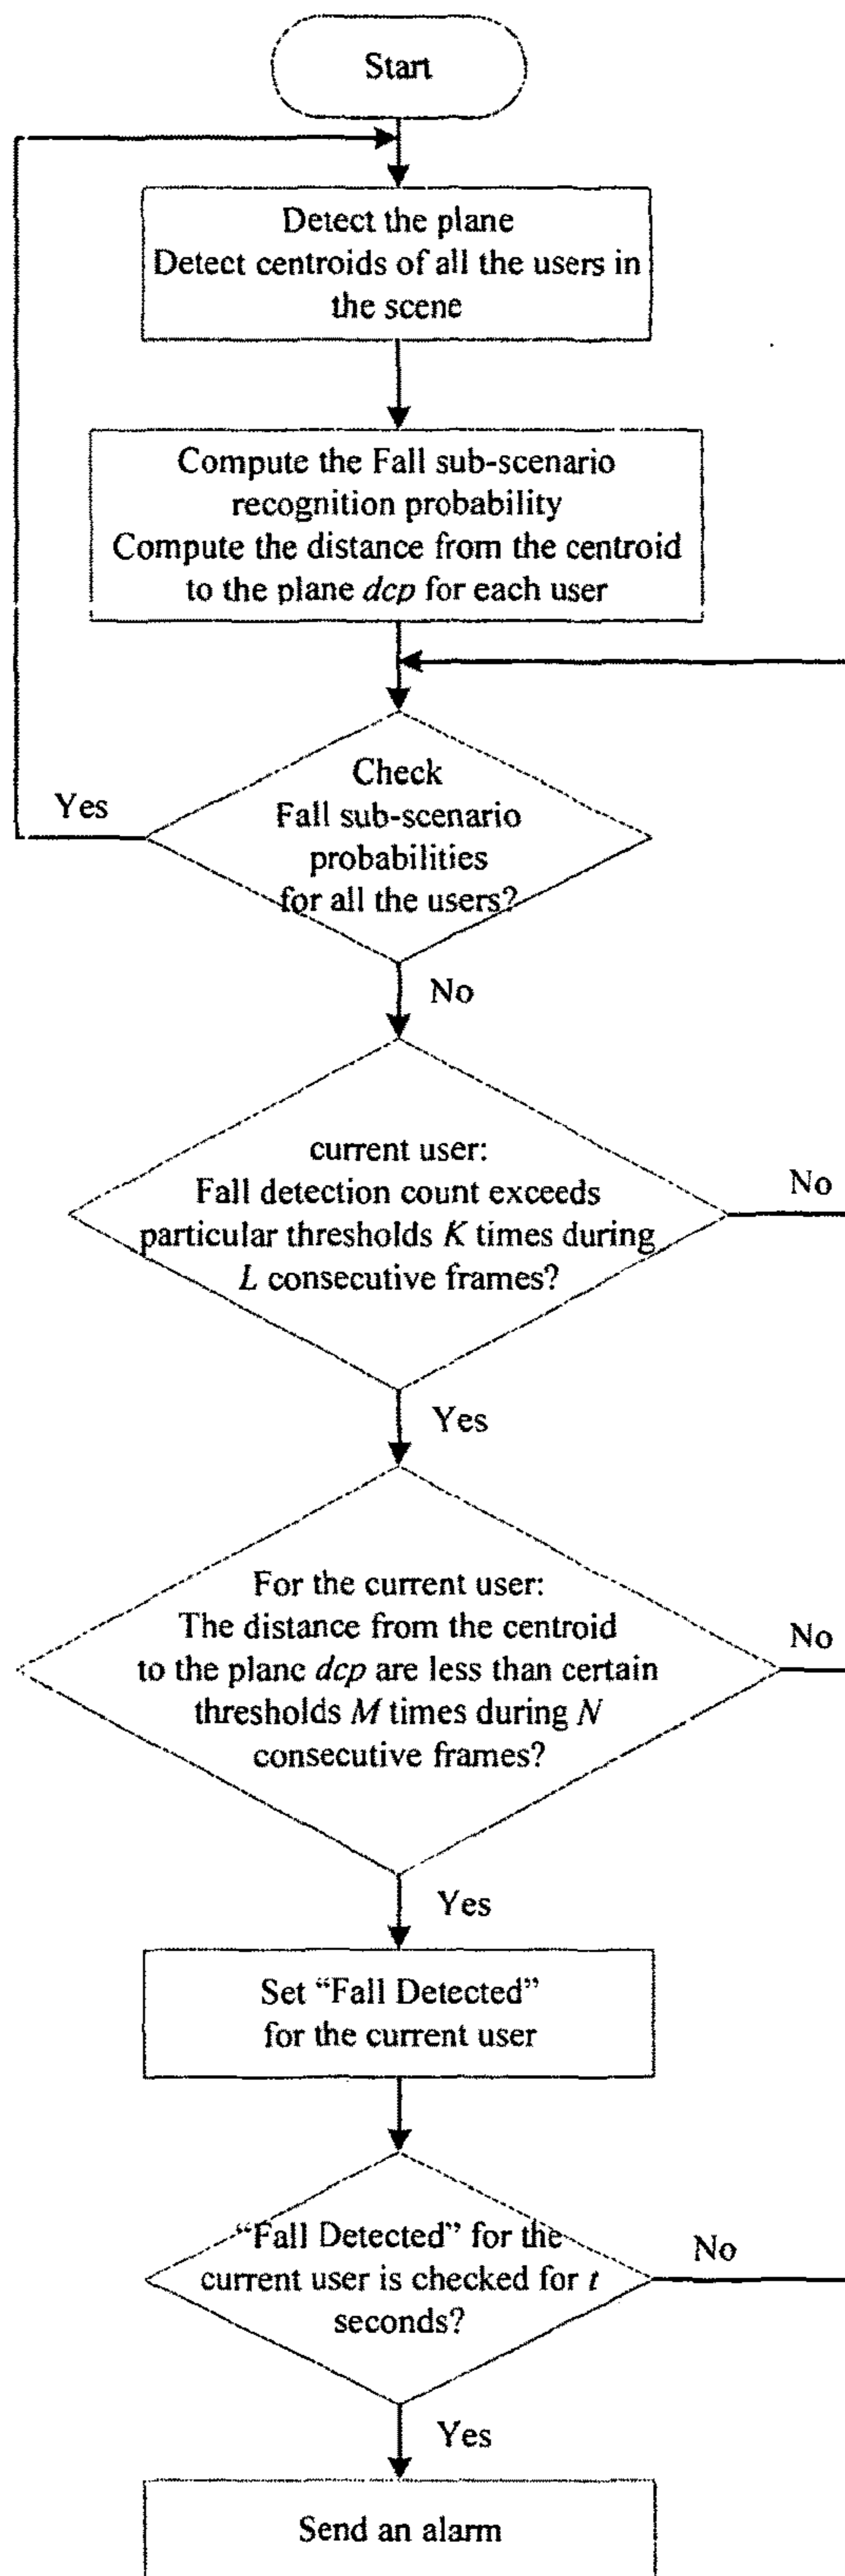 Start
Detect the plane
Detect centroids of all the users in
the scene
Compute the Fall sub-scenario
recognition probability
Compute the distance from the centroid
to the plane dcp for each user
Check
Fall sub-scenario
probabilities
for all the users?
Yes
No
current user:
Fall detection count exceeds
particular thresholds K times during
L consecutive frames?
No
Yes
For the current user:
The distance from the centroid
to the plane dcp are less than certain
thresholds M times during N
consecutive frames?
No
Yes
Set “Fall Detected”
for the current user
“Fall Detected” for the
current user is checked for t
seconds?
No
Yes
Send an alarm